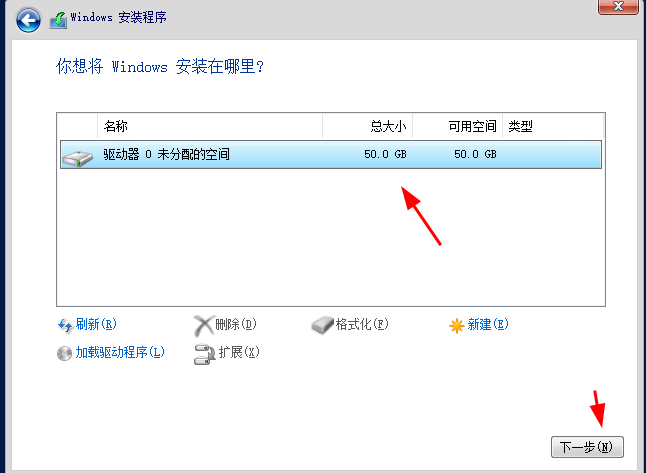 Windows 安装程序
你想将 Windows 安装在哪里?
名称 总大小 可用空间 类型
驱动器 0 未分配的空间 50.0 GB 50.0 GB
刷新(R) 删除(D) 格式化(F) 新建(E)
加载驱动程序(L) 扩展(X)
下一步(N)